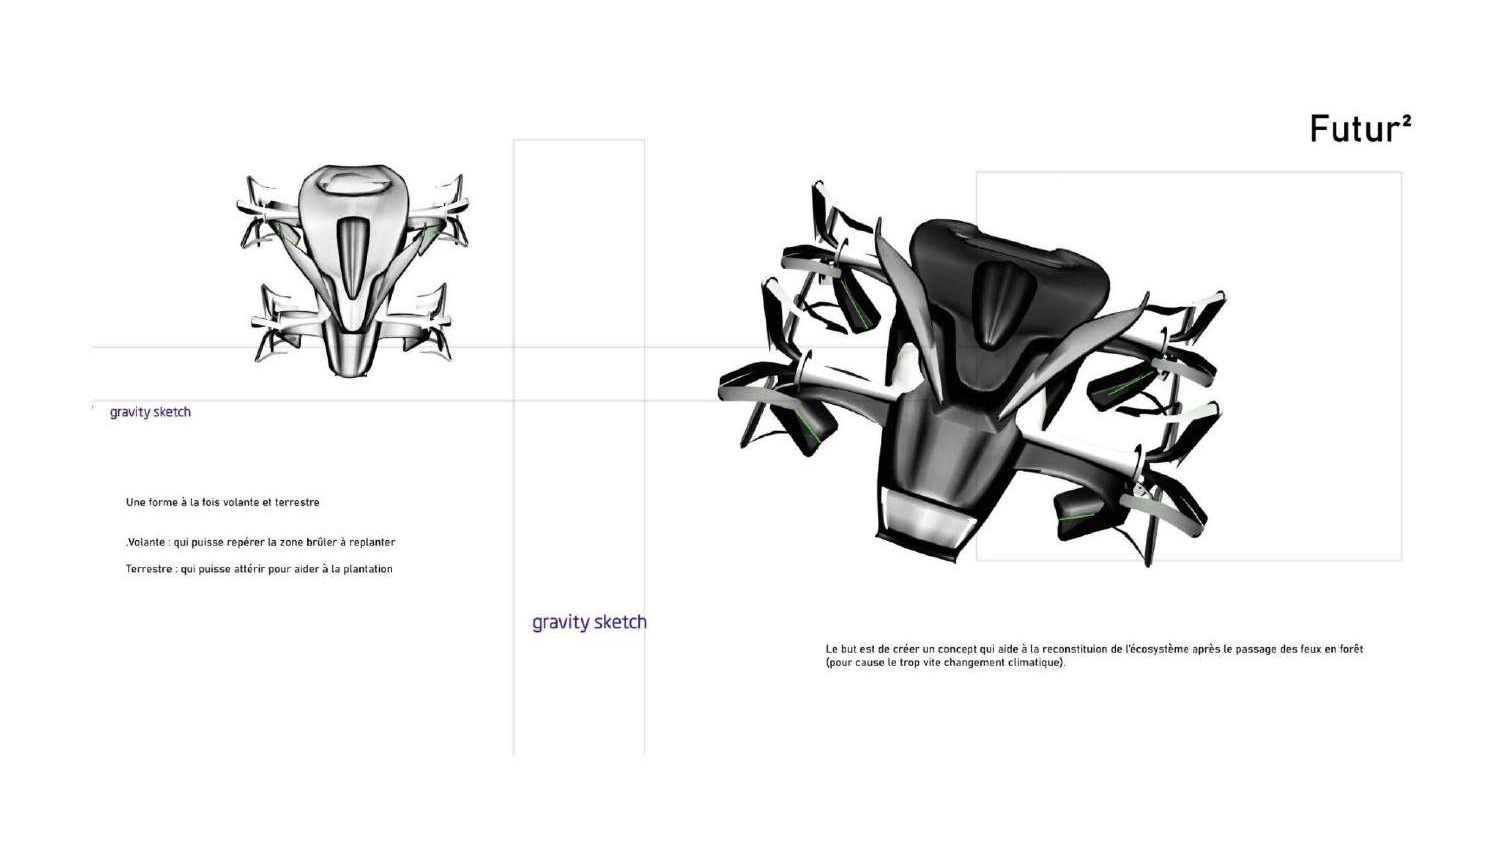 Futur²
gravity sketch
Une forme à la fois volante et terrestre
.Volante : qui puisse repérer la zone brûler à replanter
Terrestre : qui puisse attérir pour aider à la plantation
gravity sketch
Le but est de créer un concept qui aide à la reconstituion de l'écosystème après le passage des feux en forêt
(pour cause le trop vite changement climatique).